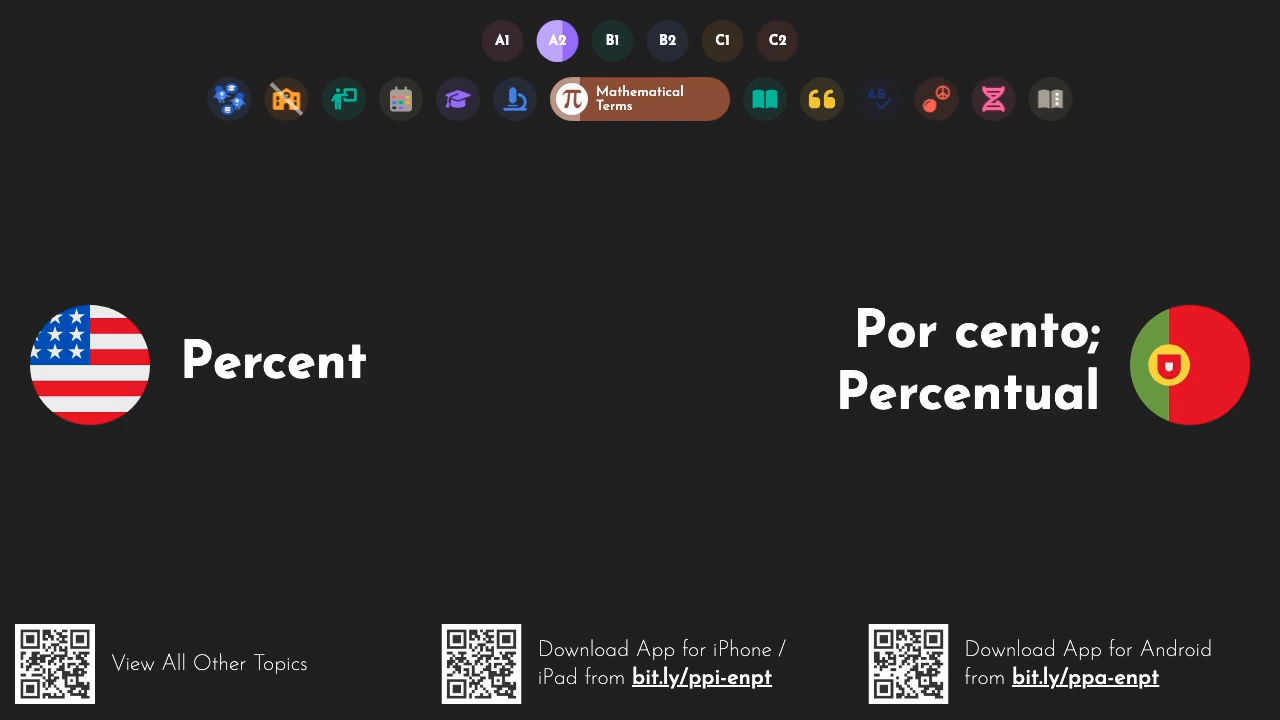 A1 A2 B1 B2 C1 C2
Mathematical
Terms
Percent
Por cento;
Percentual
View All Other Topics
Download App for iPhone /
iPad from bit.ly/ppi-enpt
Download App for Android
from bit.ly/ppa-enpt